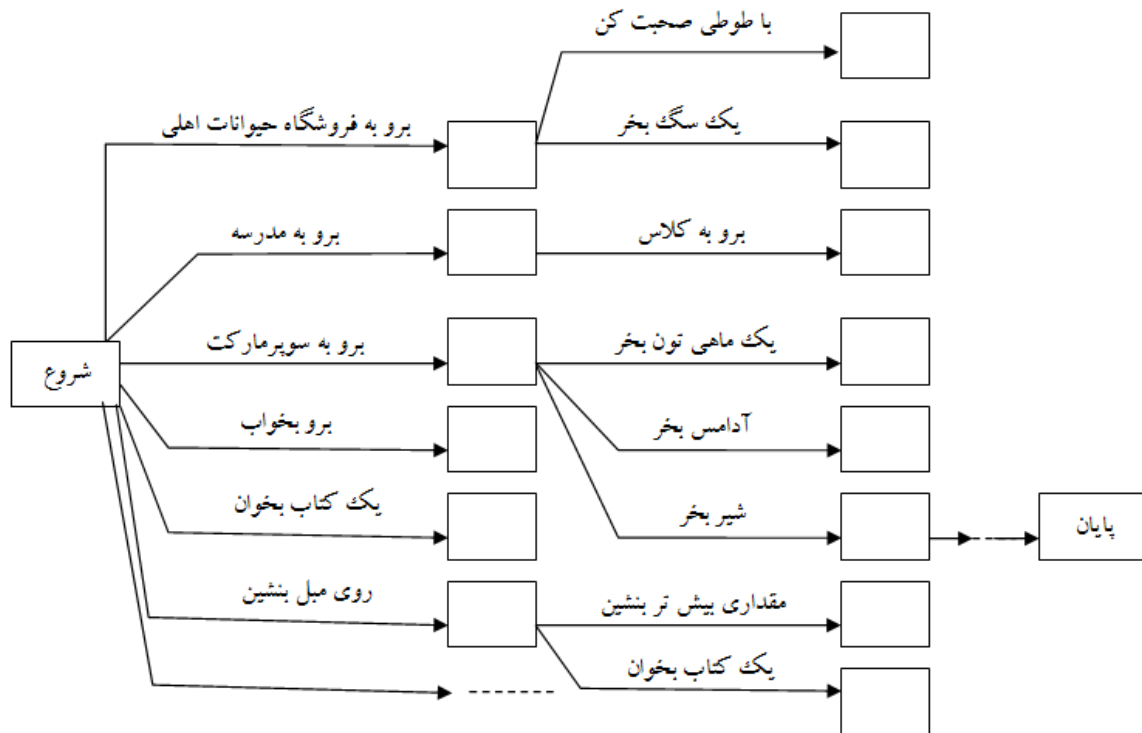 با طوطی صحبت کن
برو به فروشگاه حیوانات اهلی
یک سگ بخر
برو به مدرسه
برو به کلاس
شروع
برو به سوپرمارکت
یک ماهی تون بخر
برو بخواب
آدامس بخر
یک کتاب بخوان
شیر بخر
پایان
روی مبل بنشین
مقداری بیش تر بنشین
یک کتاب بخوان